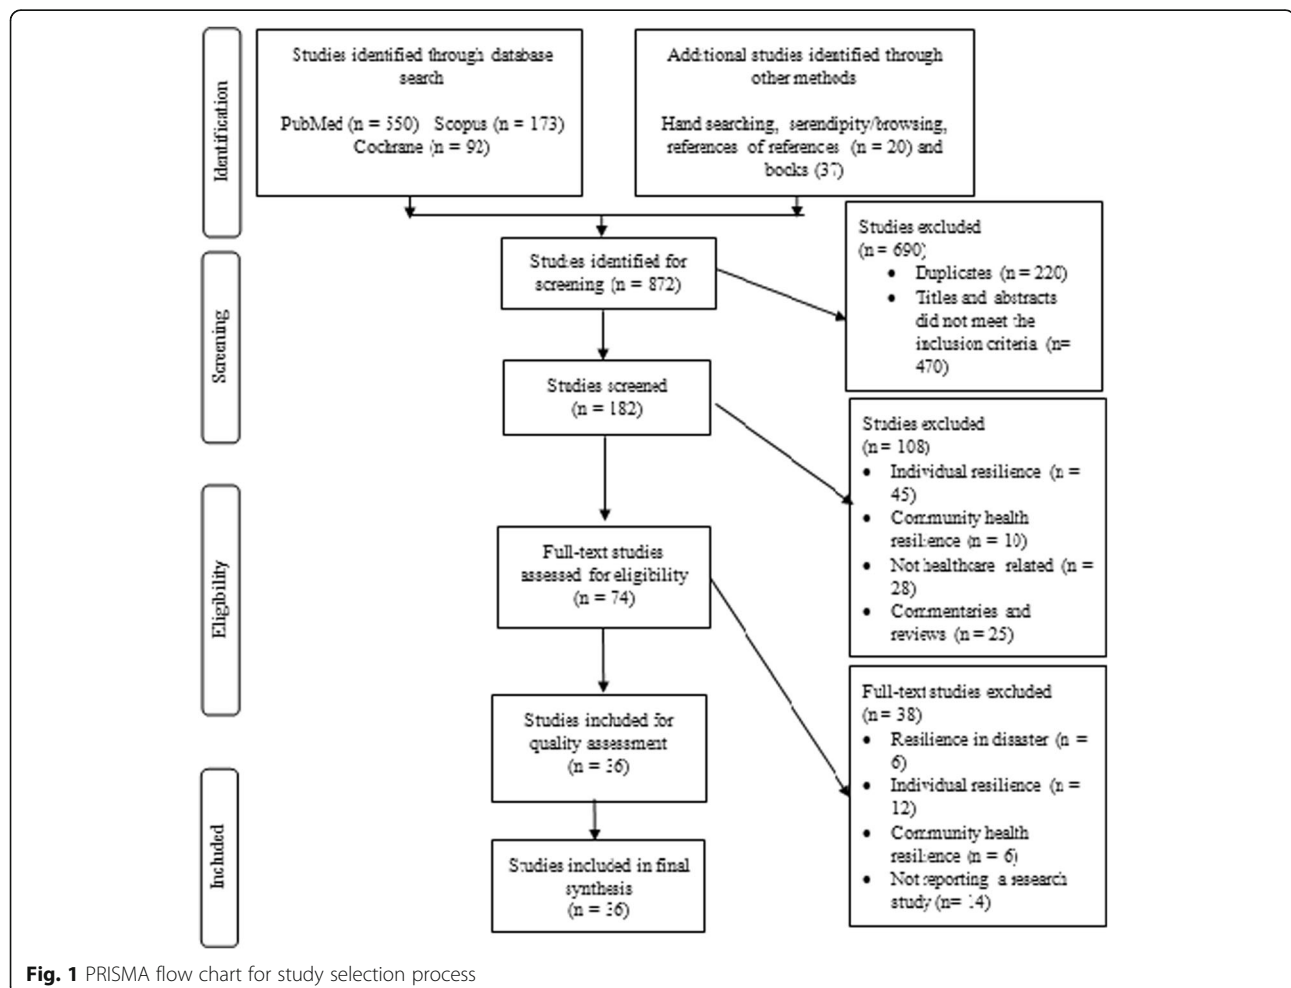 Identification
Studies identified through database
search
PubMed (n = 550) Scopus (n = 173)
Cochrane (n = 92)
Additional studies identified through
other methods
Hand searching, serendipity/browsing,
references of references (n = 20) and
books (37)
Screening
Studies identified for
screening (n = 872)
Studies excluded
(n = 690)
• Duplicates (n = 220)
• Titles and abstracts
did not meet the
inclusion criteria (n=
470)
Studies screened
(n = 182)
Studies excluded
(n = 108)
• Individual resilience (n =
45)
• Community health
resilience (n = 10)
• Not healthcare related (n =
28)
• Commentaries and
reviews (n = 25)
Eligibility
Full-text studies
assessed for eligibility
(n = 74)
Full-text studies excluded
(n = 38)
• Resilience in disaster (n =
6)
• Individual resilience (n =
12)
• Community health
resilience (n = 6)
• Not reporting a research
study (n= 14)
Studies included for
quality assessment
(n = 36)
Included
Studies included in final
synthesis
(n = 36)
Fig. 1 PRISMA flow chart for study selection process